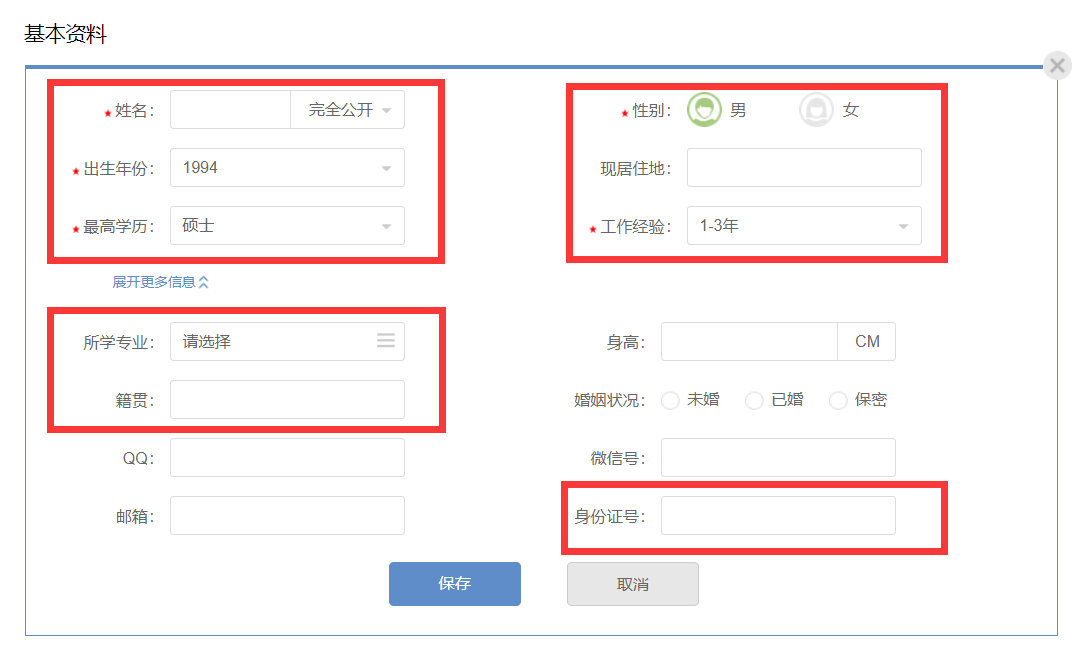 基本资料
*姓名： 完全公开 *性别： 男 女
*出生年份： 1994 现居住地：
*最高学历： 硕士 *工作经验： 1-3年
展开更多信息
所学专业： 请选择 身高： CM
籍贯： 婚姻状况： 未婚 已婚 保密
QQ： 微信号：
邮箱： 身份证号：
保存 取消